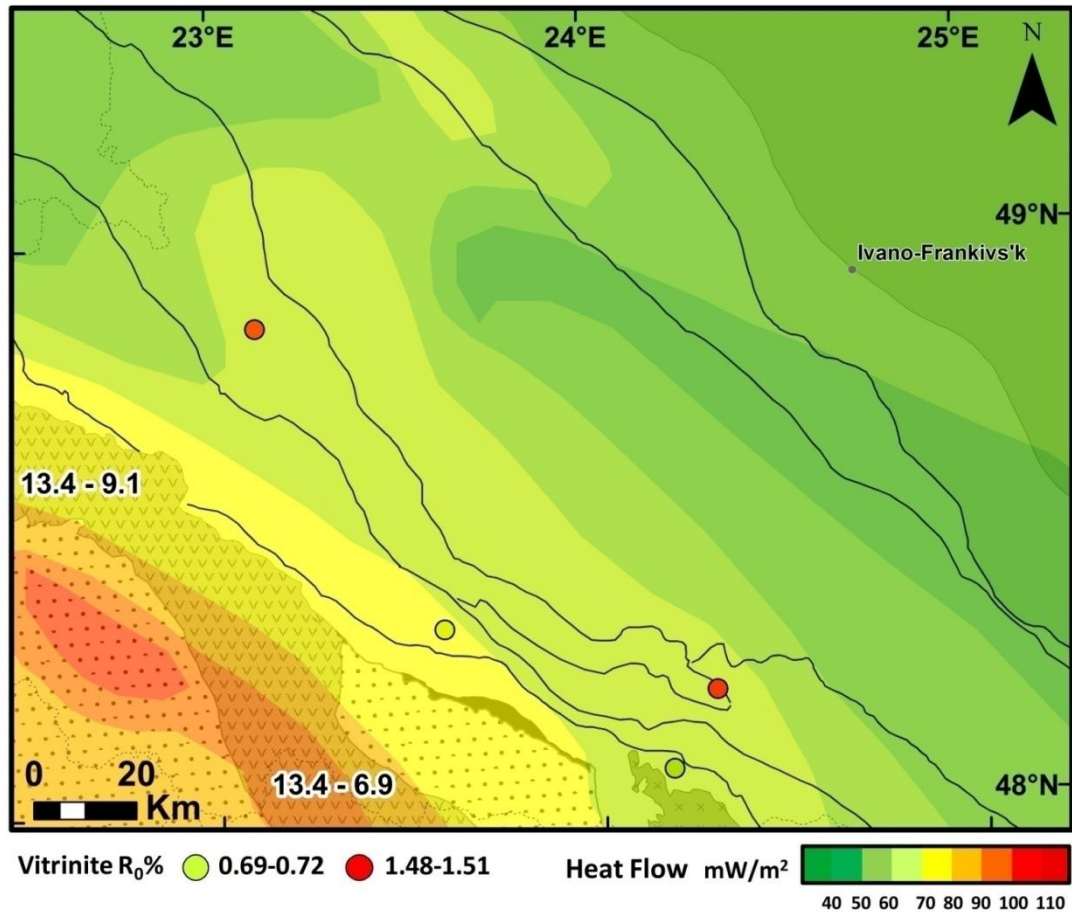 23°E 24°E 25°E N
49°N
Ivano-Frankivs'k
13.4 - 9.1
0 20
Km
13.4 - 6.9
48°N
Vitrinite R₀% 0.69-0.72 1.48-1.51 Heat Flow mW/m²
40 50 60 70 80 90 100 110